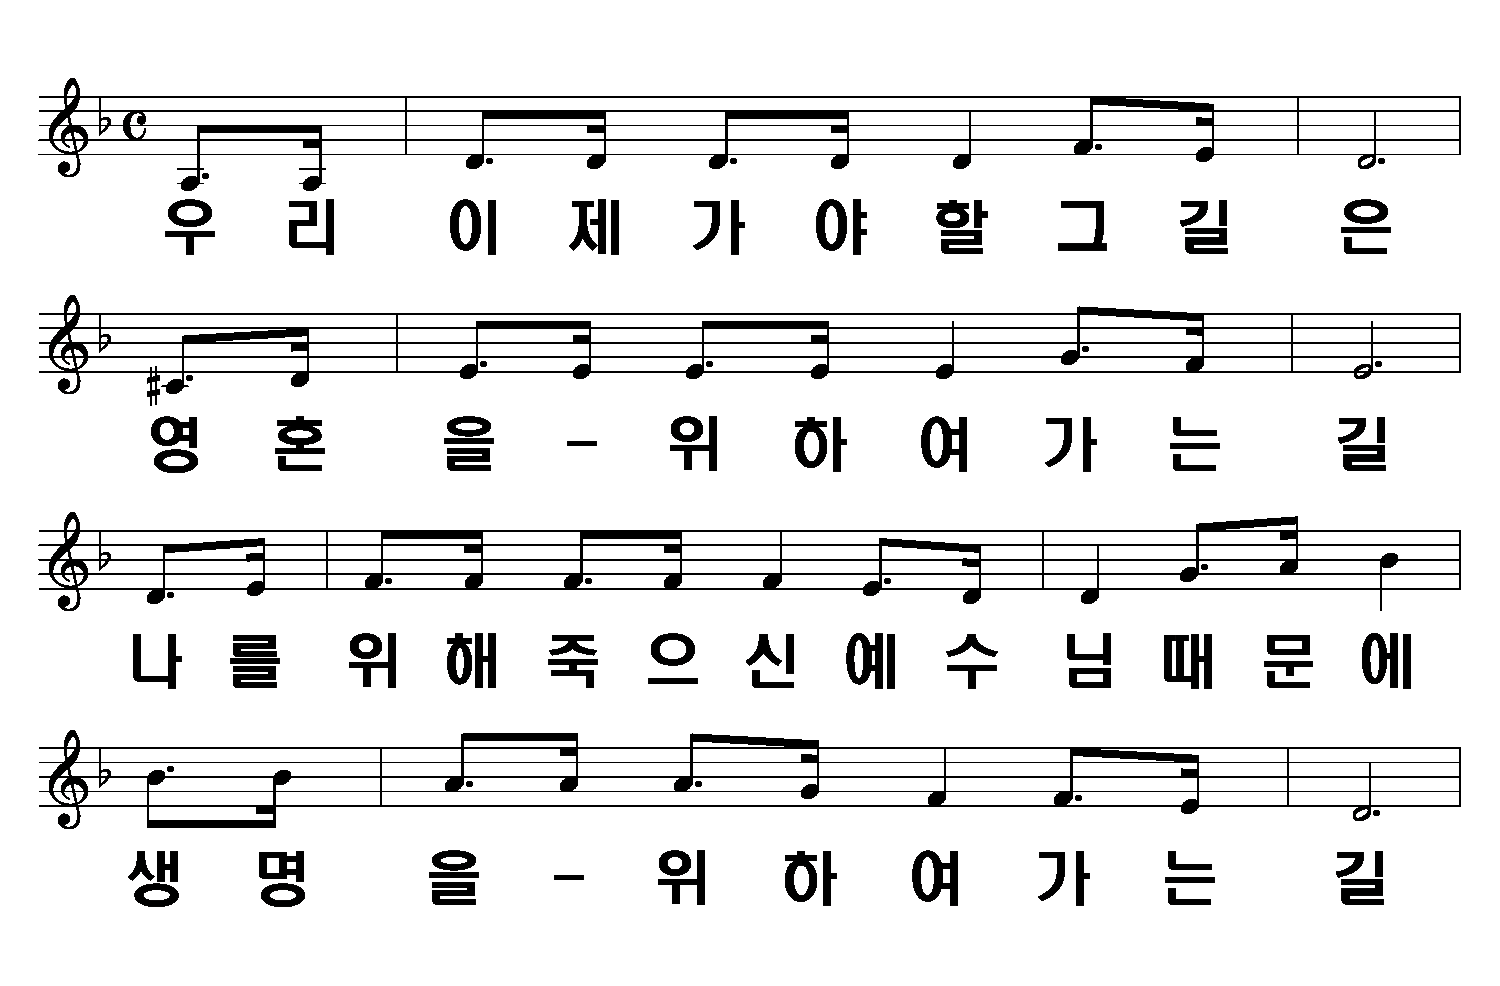 우 리 이 제 가 야 할 그 길 은
영 혼 을 - 위 하 여 가 는 길
나 를 위 해 죽 으 신 예 수 님 때 문 에
생 명 을 - 위 하 여 가 는 길